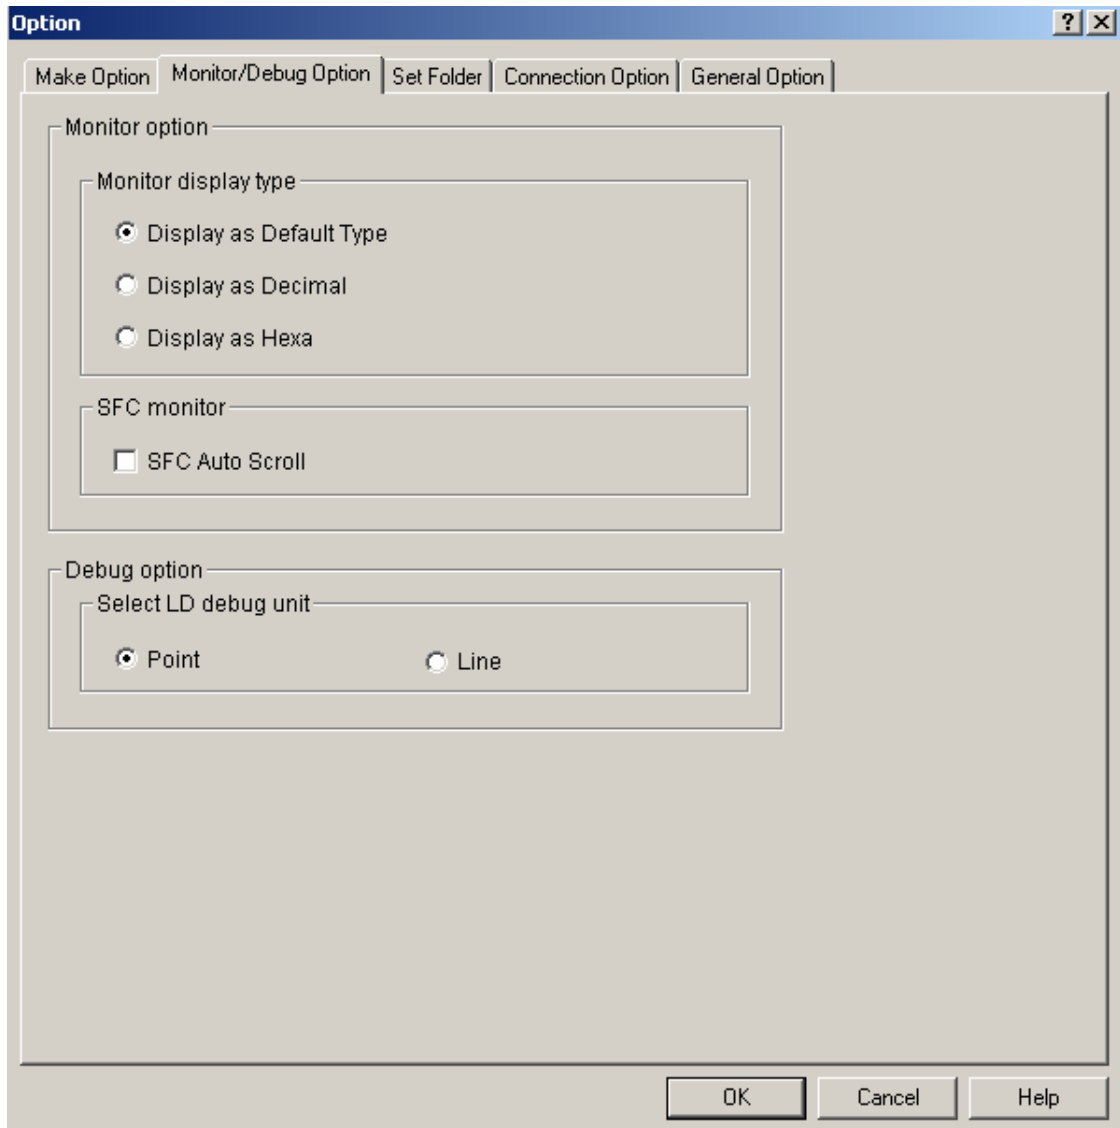 Option
Make Option Monitor/Debug Option Set Folder Connection Option General Option
Monitor option
Monitor display type
Display as Default Type
Display as Decimal
Display as Hexa
SFC monitor
SFC Auto Scroll
Debug option
Select LD debug unit
Point Line
OK Cancel Help